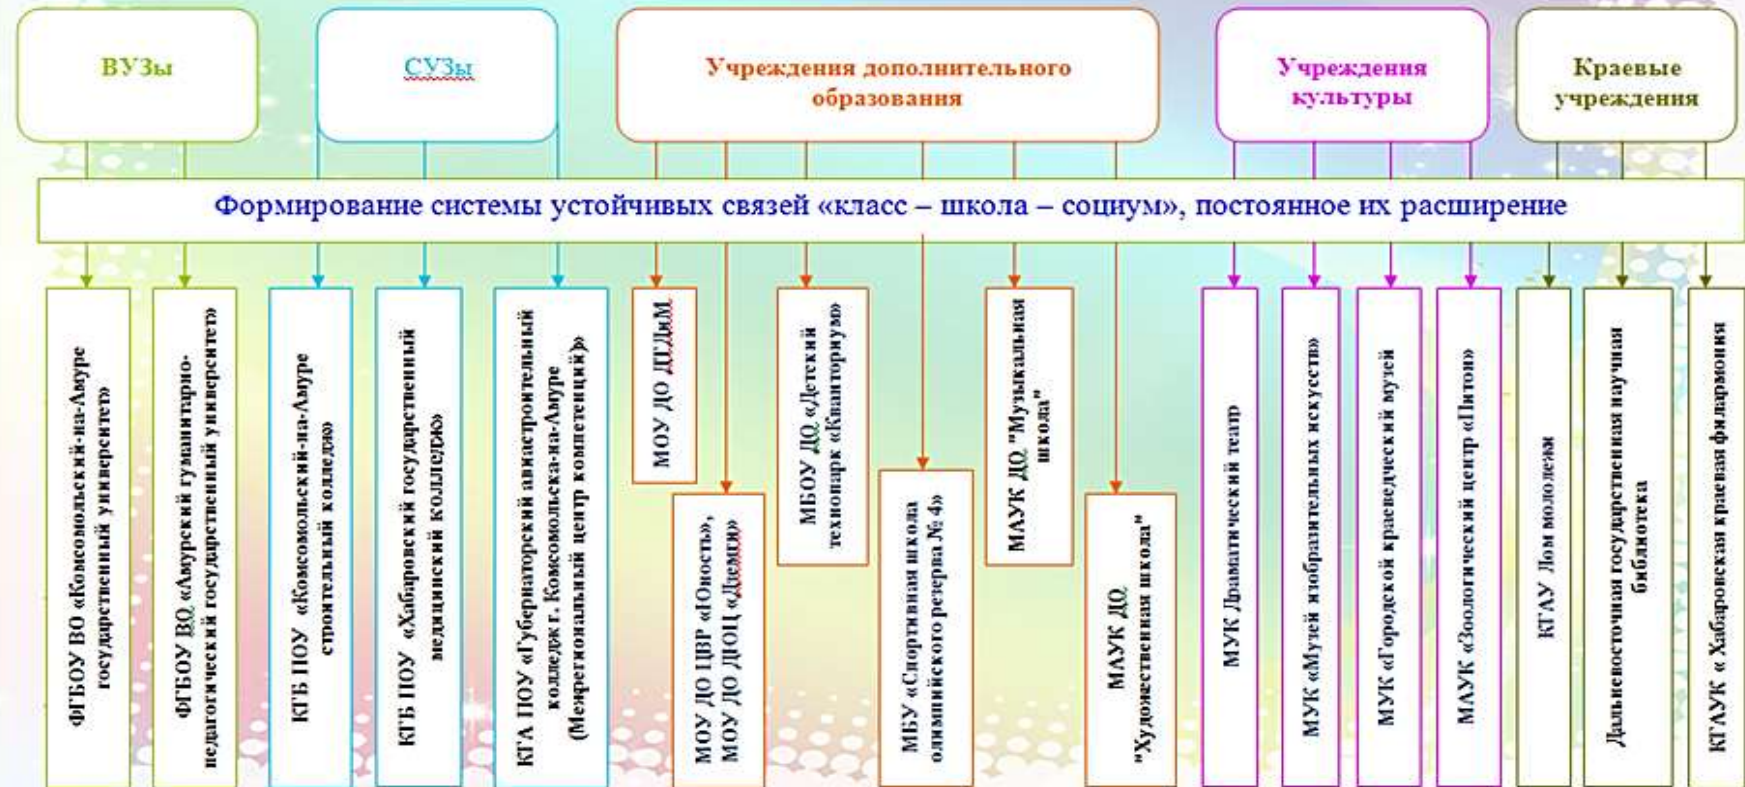 ВУЗы
СУЗы
Учреждения дополнительного
образования
Учреждения
культуры
Краевые
учреждения
Формирование системы устойчивых связей «класс – школа – социум», постоянное их расширение
ФГБОУ ВО «Комсомольский-на-Амуре
государственный университет»
ФГБОУ ВО «Амурский гуманитарно-
педагогический государственный университет»
КГБ ПОУ «Комсомольский-на-Амуре
строительный колледж»
КГБ ПОУ «Хабаровский государственный
медицинский колледж»
КГА ПОУ «Губернаторский авиастроительный
колледж г. Комсомольска-на-Амуре
(Межрегиональный центр компетенций)»
МОУ ДО ДТДиМ
МОУ ДО ЦВР «Юность»,
МОУ ДО ДЮЦ «Дземги»
МБОУ ДО «Детский
технопарк «Кванториум»
МБУ «Спортивная школа
олимпийского резерва № 4»
МАУК ДО "Музыкальная
школа"
МАУК ДО
"Художественная школа"
МУК Драматический театр
МУК «Музей изобразительных искусств»
МУК «Городской краеведческий музей
МАУК «Зоологический центр «Питон»
КГАУ Дом молодежи
Дальневосточная государственная научная
библиотека
КГАУК « Хабаровская краевая филармония